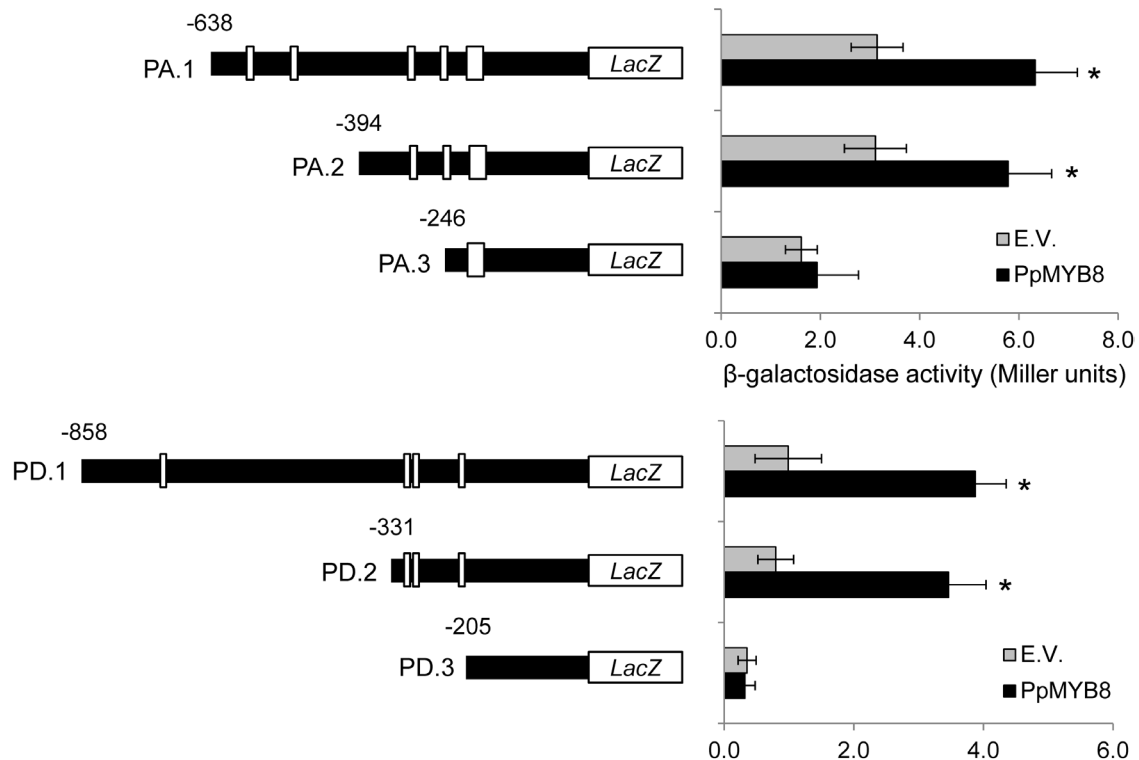 -638
PA.1 LacZ *
-394
PA.2 LacZ *
-246
PA.3 LacZ
E.V.
PpMYB8
0.0 2.0 4.0 6.0 8.0
β-galactosidase activity (Miller units)
-858
PD.1 LacZ *
-331
PD.2 LacZ *
-205
PD.3 LacZ
E.V.
PpMYB8
0.0 2.0 4.0 6.0